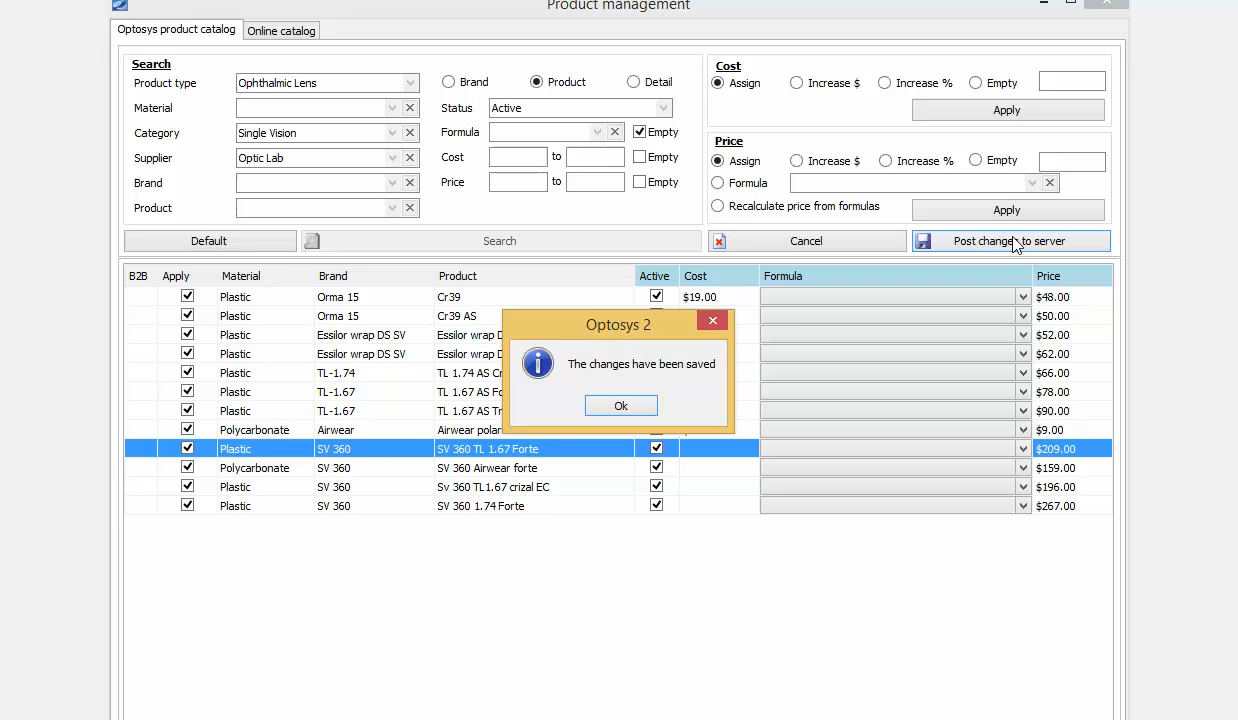 Product management
Optosys product catalog
Online catalog
Search
Product type
Ophthalmic Lens
Material
Category
Single Vision
Supplier
Optic Lab
Brand
Product
Brand
Product
Detail
Status
Active
Formula
Empty
Cost
to
Empty
Price
to
Empty
Cost
Assign
Increase $
Increase %
Empty
Apply
Price
Assign
Increase $
Increase %
Empty
Formula
Recalculate price from formulas
Apply
Default
Search
Cancel
Post changes to server
B2B Apply Material Brand Product Active Cost Formula Price
Plastic Orma 15 Cr39 $19.00 $48.00
Plastic Orma 15 Cr39 AS $50.00
Plastic Essilor wrap DS SV Essilor wrap D $52.00
Plastic Essilor wrap DS SV Essilor wrap D $62.00
Plastic TL-1.74 TL 1.74 AS Cr $66.00
Plastic TL-1.67 TL 1.67 AS Fo $78.00
Plastic TL-1.67 TL 1.67 AS Tr $90.00
Polycarbonate Airwear Airwear polar $9.00
Plastic SV 360 SV 360 TL 1.67 Forte $209.00
Polycarbonate SV 360 SV 360 Airwear forte $159.00
Plastic SV 360 Sv 360 TL1.67 crizal EC $196.00
Plastic SV 360 SV 360 1.74 Forte $267.00
Optosys 2
The changes have been saved
Ok